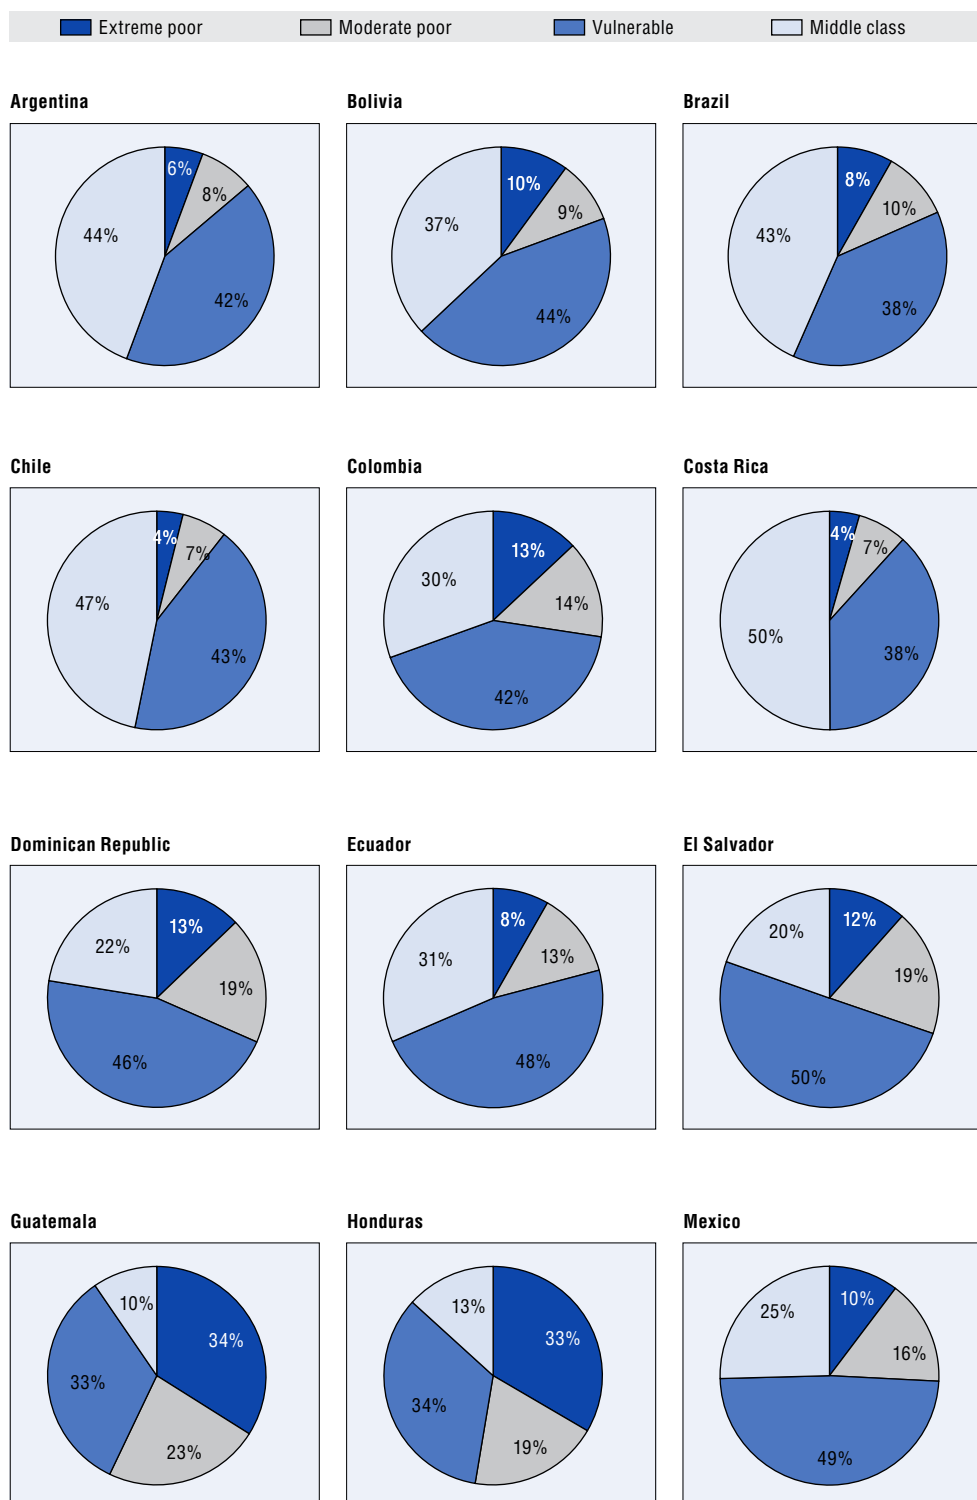 Extreme poor Moderate poor Vulnerable Middle class
Argentina Bolivia Brazil
6% 8% 42% 44%
10% 9% 44% 37%
8% 10% 38% 43%
Chile Colombia Costa Rica
4% 7% 43% 47%
13% 14% 42% 30%
4% 7% 38% 50%
Dominican Republic Ecuador El Salvador
13% 19% 46% 22%
8% 13% 48% 31%
12% 19% 50% 20%
Guatemala Honduras Mexico
34% 23% 33% 10%
33% 19% 34% 13%
10% 16% 49% 25%